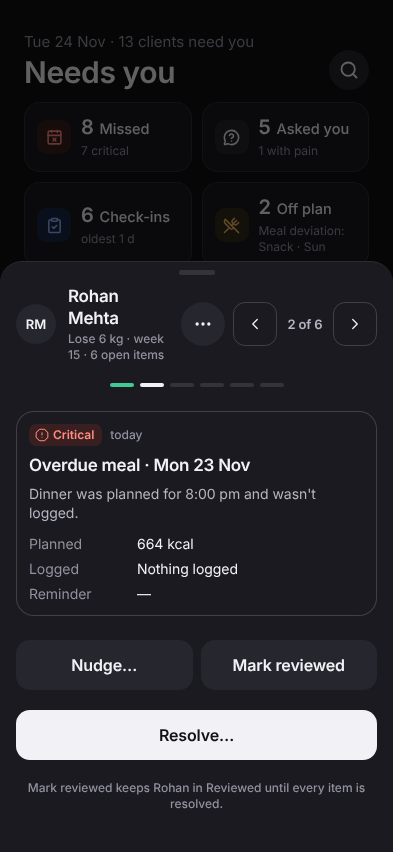 Tue 24 Nov · 13 clients need you
Needs you
8 Missed
7 critical
5 Asked you
1 with pain
6 Check-ins
oldest 1 d
2 Off plan
Meal deviation:
Snack · Sun
RM
Rohan
Mehta
Lose 6 kg · week
15 · 6 open items
2 of 6
Critical today
Overdue meal · Mon 23 Nov
Dinner was planned for 8:00 pm and wasn't
logged.
Planned 664 kcal
Logged Nothing logged
Reminder —
Nudge...
Mark reviewed
Resolve...
Mark reviewed keeps Rohan in Reviewed until every item is
resolved.